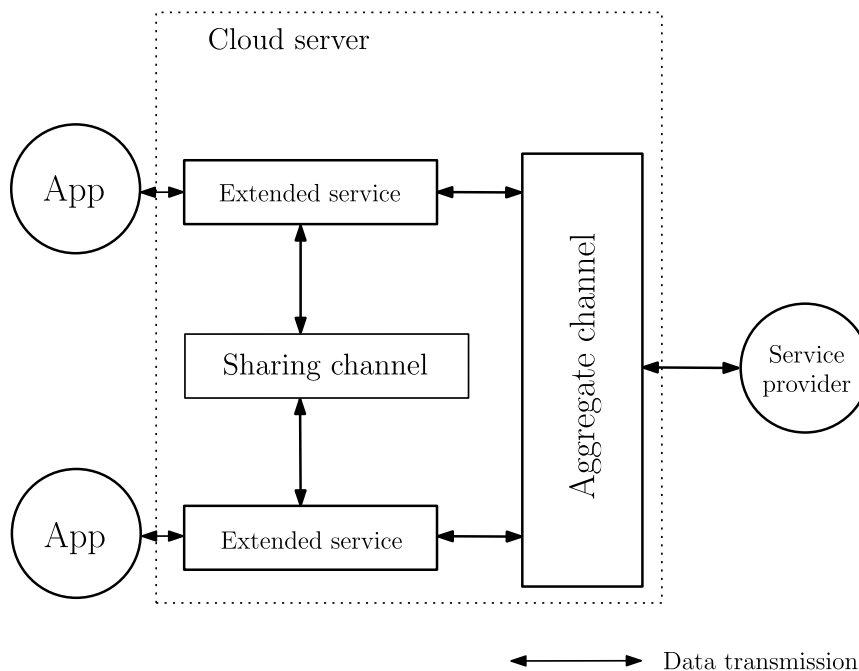 Cloud server
App
Extended service
Sharing channel
Aggregate channel
Service
provider
App
Extended service
Data transmission